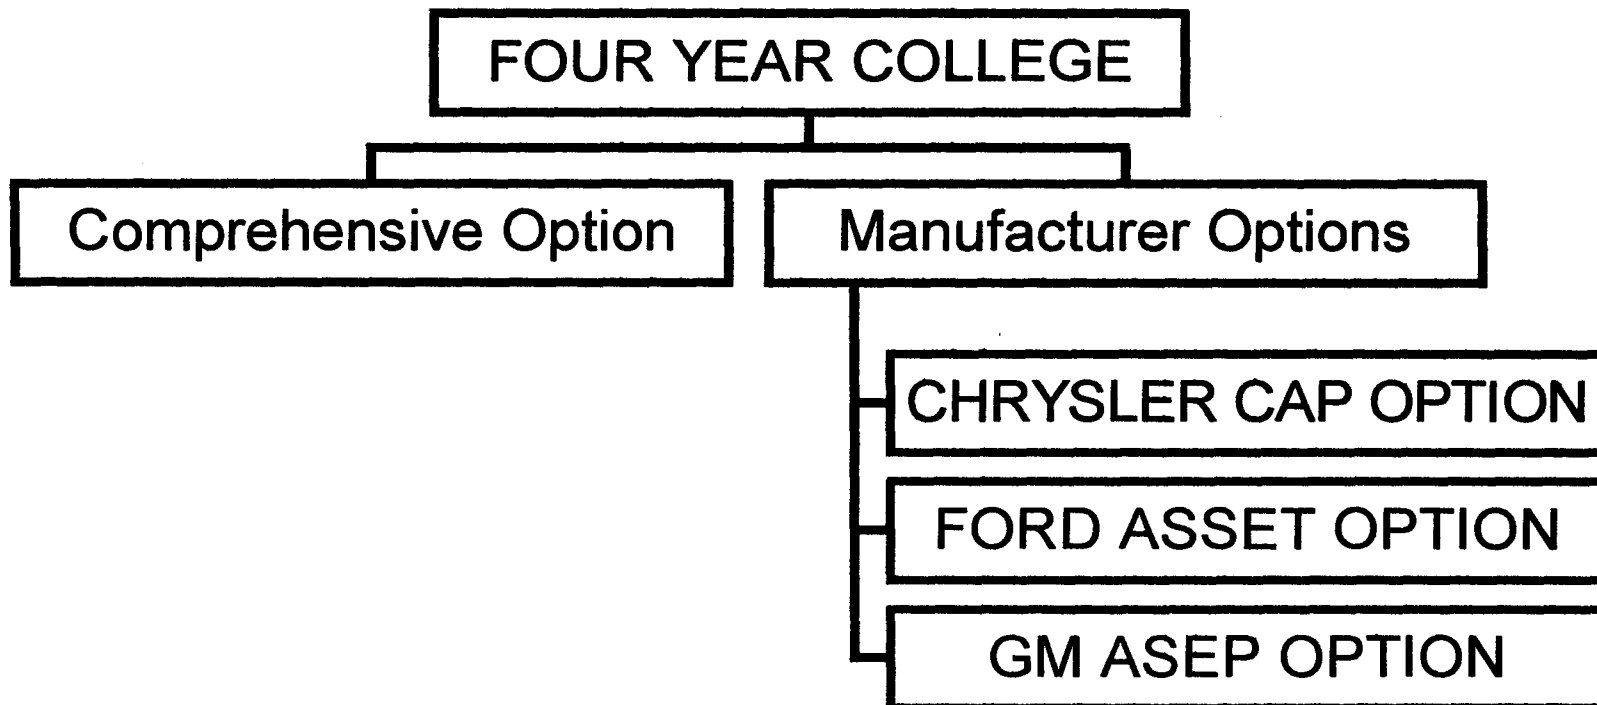 FOUR YEAR COLLEGE
Comprehensive Option
Manufacturer Options
CHRYSLER CAP OPTION
FORD ASSET OPTION
GM ASEP OPTION